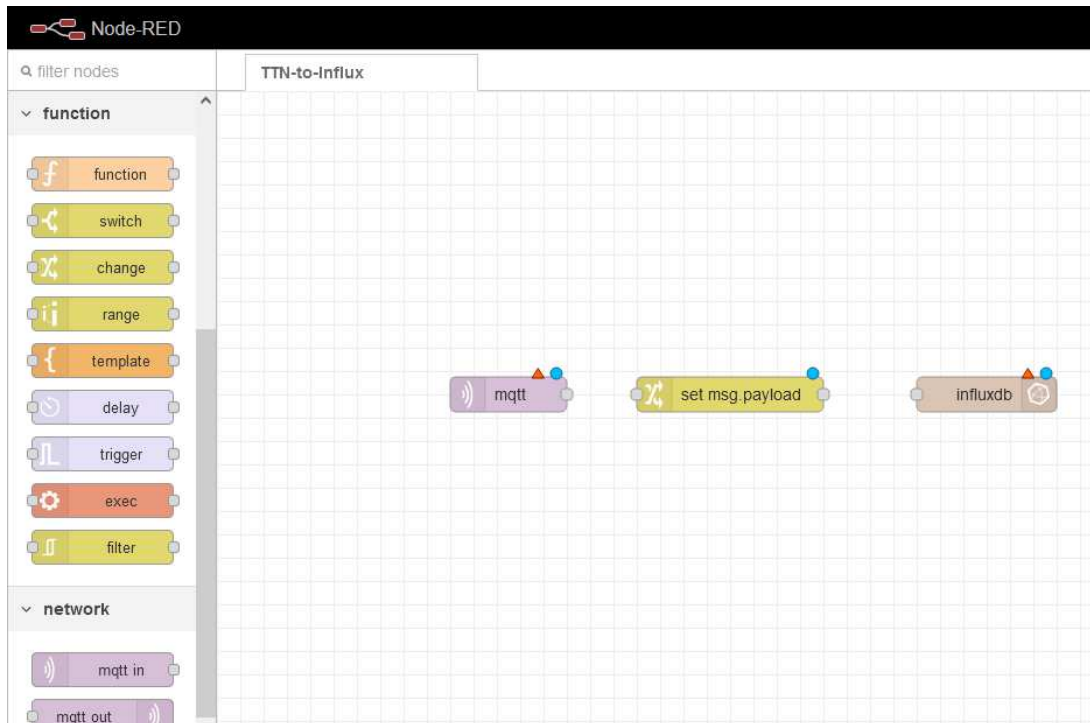 Node-RED
filter nodes
TTN-to-Influx
function
function
switch
change
range
template
delay
trigger
exec
filter
network
mqtt in
mqtt out
mqtt
set msg.payload
influxdb